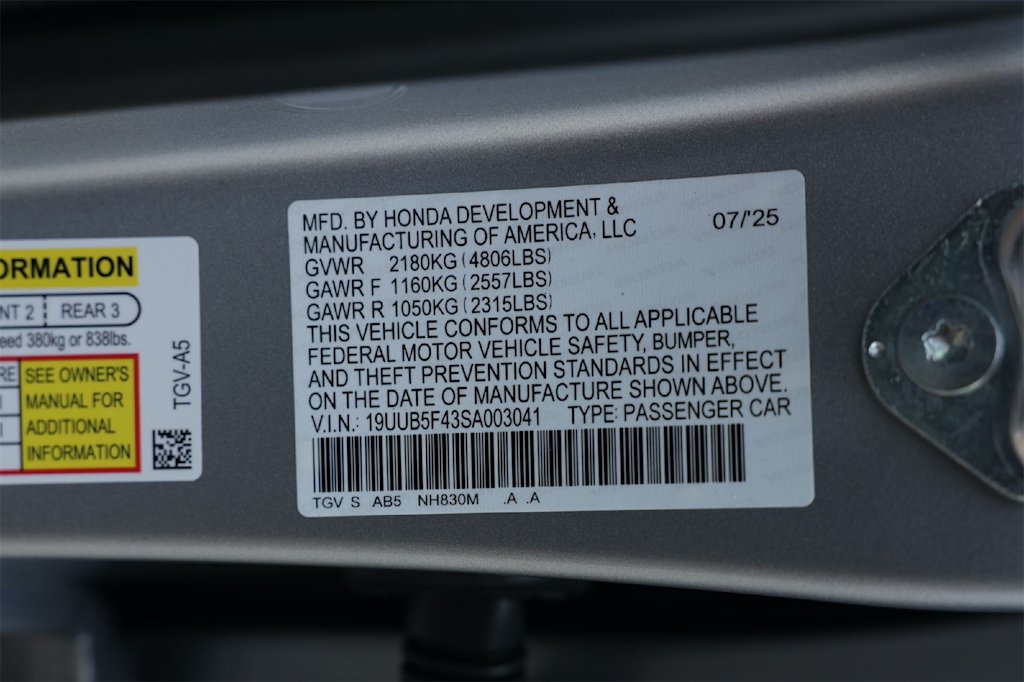 ORMATION
NT 2 REAR 3
eed 380kg or 838lbs.
RE SEE OWNER'S
MANUAL FOR
ADDITIONAL
INFORMATION
TGV-A5
MFD. BY HONDA DEVELOPMENT &
MANUFACTURING OF AMERICA, LLC 07/'25
GVWR 2180KG (4806LBS)
GAWR F 1160KG (2557LBS)
GAWR R 1050KG (2315LBS)
THIS VEHICLE CONFORMS TO ALL APPLICABLE
FEDERAL MOTOR VEHICLE SAFETY, BUMPER,
AND THEFT PREVENTION STANDARDS IN EFFECT
ON THE DATE OF MANUFACTURE SHOWN ABOVE.
V.I.N.: 19UUB5F43SA003041 TYPE: PASSENGER CAR
TGV S AB5 NH830M .A .A